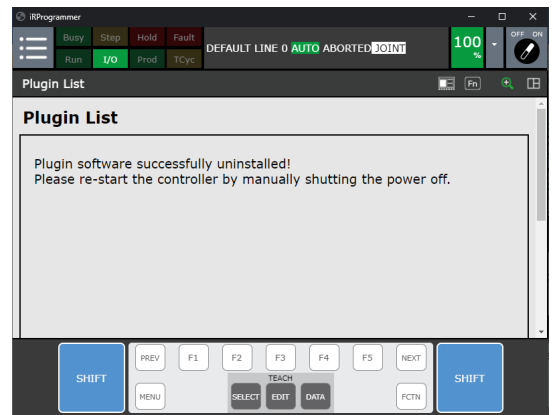 iRProgrammer
Busy Step Hold Fault
Run I/O Prod TCyc
DEFAULT LINE 0 AUTO ABORTED JOINT
100
%
OFF ON
Plugin List
Fn
Plugin List
Plugin software successfully uninstalled!
Please re-start the controller by manually shutting the power off.
SHIFT
PREV F1 F2 F3 F4 F5 NEXT
TEACH
MENU SELECT EDIT DATA FCTN
SHIFT